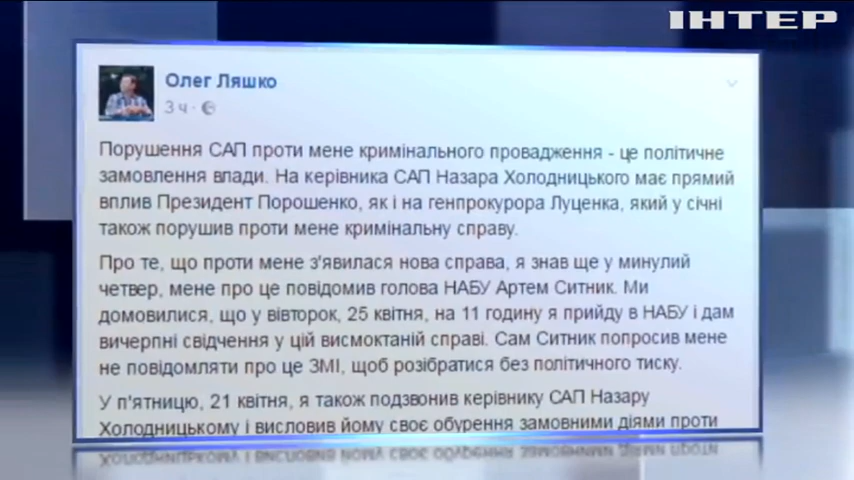 ІНТЕР
Олег Ляшко
3 ч ·
Порушення САП проти мене кримінального провадження - це політичне
замовлення влади. На керівника САП Назара Холодницького має прямий
вплив Президент Порошенко, як і на генпрокурора Луценка, який у січні
також порушив проти мене кримінальну справу.
Про те, що проти мене з'явилася нова справа, я знав ще у минулий
четвер, мене про це повідомив голова НАБУ Артем Ситник. Ми
домовилися, що у вівторок, 25 квітня, на 11 годину я прийду в НАБУ і дам
вичерпні свідчення у цій висмоктаній справі. Сам Ситник попросив мене
не повідомляти про це ЗМІ, щоб розібратися без політичного тиску.
У п'ятницю, 21 квітня, я також подзвонив керівнику САП Назару
Холодницькому і висловив йому своє обурення замовними діями проти